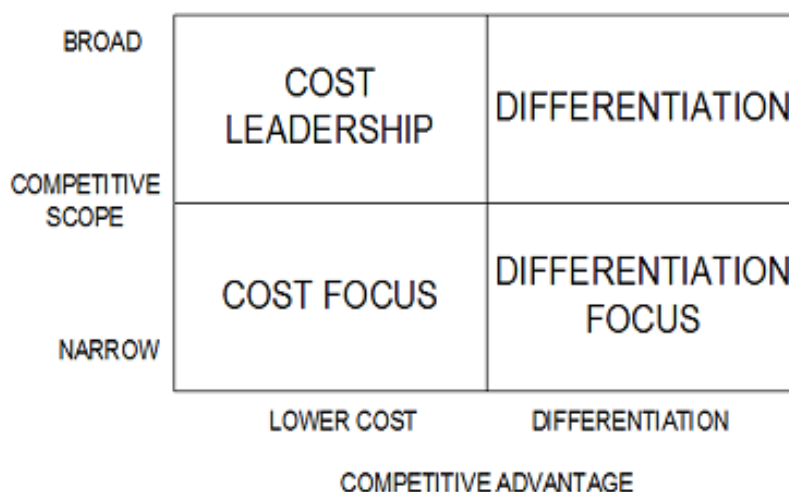 BROAD
COST
LEADERSHIP
DIFFERENTIATION
COMPETITIVE
SCOPE
COST FOCUS
DIFFERENTIATION
FOCUS
NARROW
LOWER COST
DIFFERENTIATION
COMPETITIVE ADVANTAGE